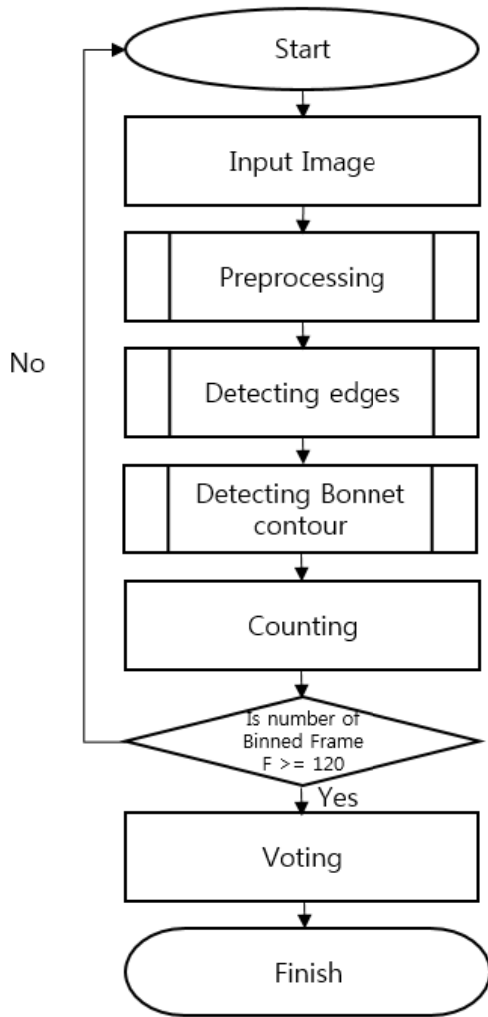 Start
Input Image
Preprocessing
No
Detecting edges
Detecting Bonnet
contour
Counting
Is number of
Binned Frame
F >= 120
Yes
Voting
Finish